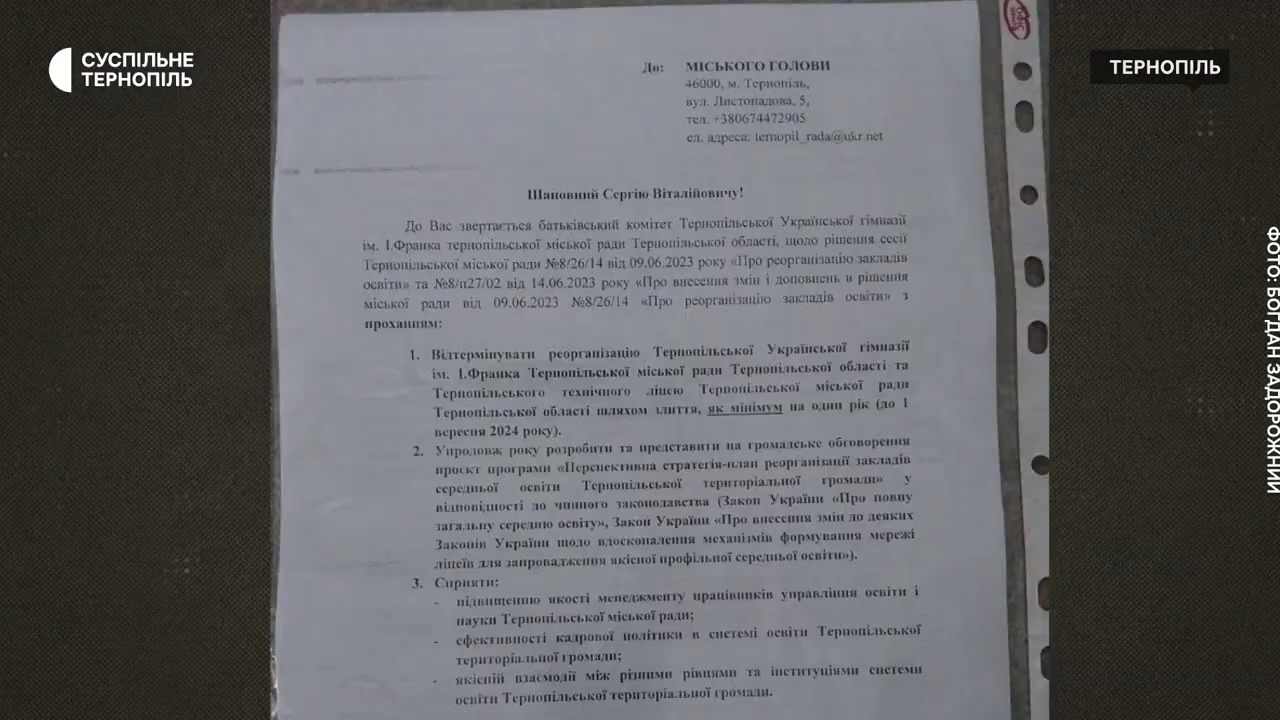 СУСПІЛЬНЕ
ТЕРНОПІЛЬ
ТЕРНОПІЛЬ
До: МІСЬКОГО ГОЛОВИ
46000, м. Тернопіль,
вул. Листопадова, 5,
тел. +380674472905
ел. адреса: ternopil_rada@ukr.net
Шановний Сергію Віталійовичу!
До Вас звертається батьківський комітет Тернопільської Української гімназії
ім. І.Франка тернопільської міської ради Тернопільської області, щодо рішення сесії
Тернопільської міської ради №8/26/14 від 09.06.2023 року «Про реорганізацію закладів
освіти» та №8/п27/02 від 14.06.2023 року «Про внесення змін і доповнень в рішення
міської ради від 09.06.2023 №8/26/14 «Про реорганізацію закладів освіти» з
проханням:
1. Відтермінувати реорганізацію Тернопільської Української гімназії
ім. І.Франка Тернопільської міської ради Тернопільської області та
Тернопільського технічного ліцею Тернопільської міської ради
Тернопільської області шляхом злиття, як мінімум на один рік (до 1
вересня 2024 року).
2. Упродовж року розробити та представити на громадське обговорення
проєкт програми «Перспективна стратегія-план реорганізації закладів
середньої освіти Тернопільської територіальної громади» у
відповідності до чинного законодавства (Закон України «Про повну
загальну середню освіту», Закон України «Про внесення змін до деяких
Законів України щодо вдосконалення механізмів формування мережі
ліцеїв для запровадження якісної профільної середньої освіти»).
3. Сприяти:
- підвищенню якості менеджменту працівників управління освіти і
науки Тернопільської міської ради;
- ефективності кадрової політики в системі освіти Тернопільської
територіальної громади;
- якісній взаємодії між різними рівнями та інституціями системи
освіти Тернопільської територіальної громади.
ФОТО: БОГДАН ЗАДОРОЖНИЙ